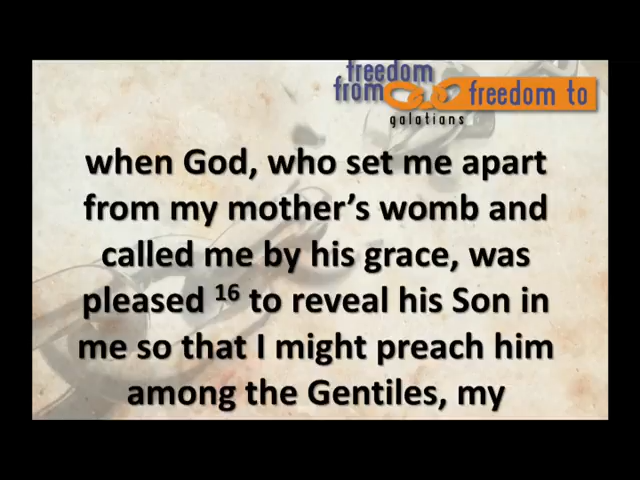 freedom
from
freedom to
galatians
when God, who set me apart
from my mother's womb and
called me by his grace, was
pleased 16 to reveal his Son in
me so that I might preach him
among the Gentiles, my